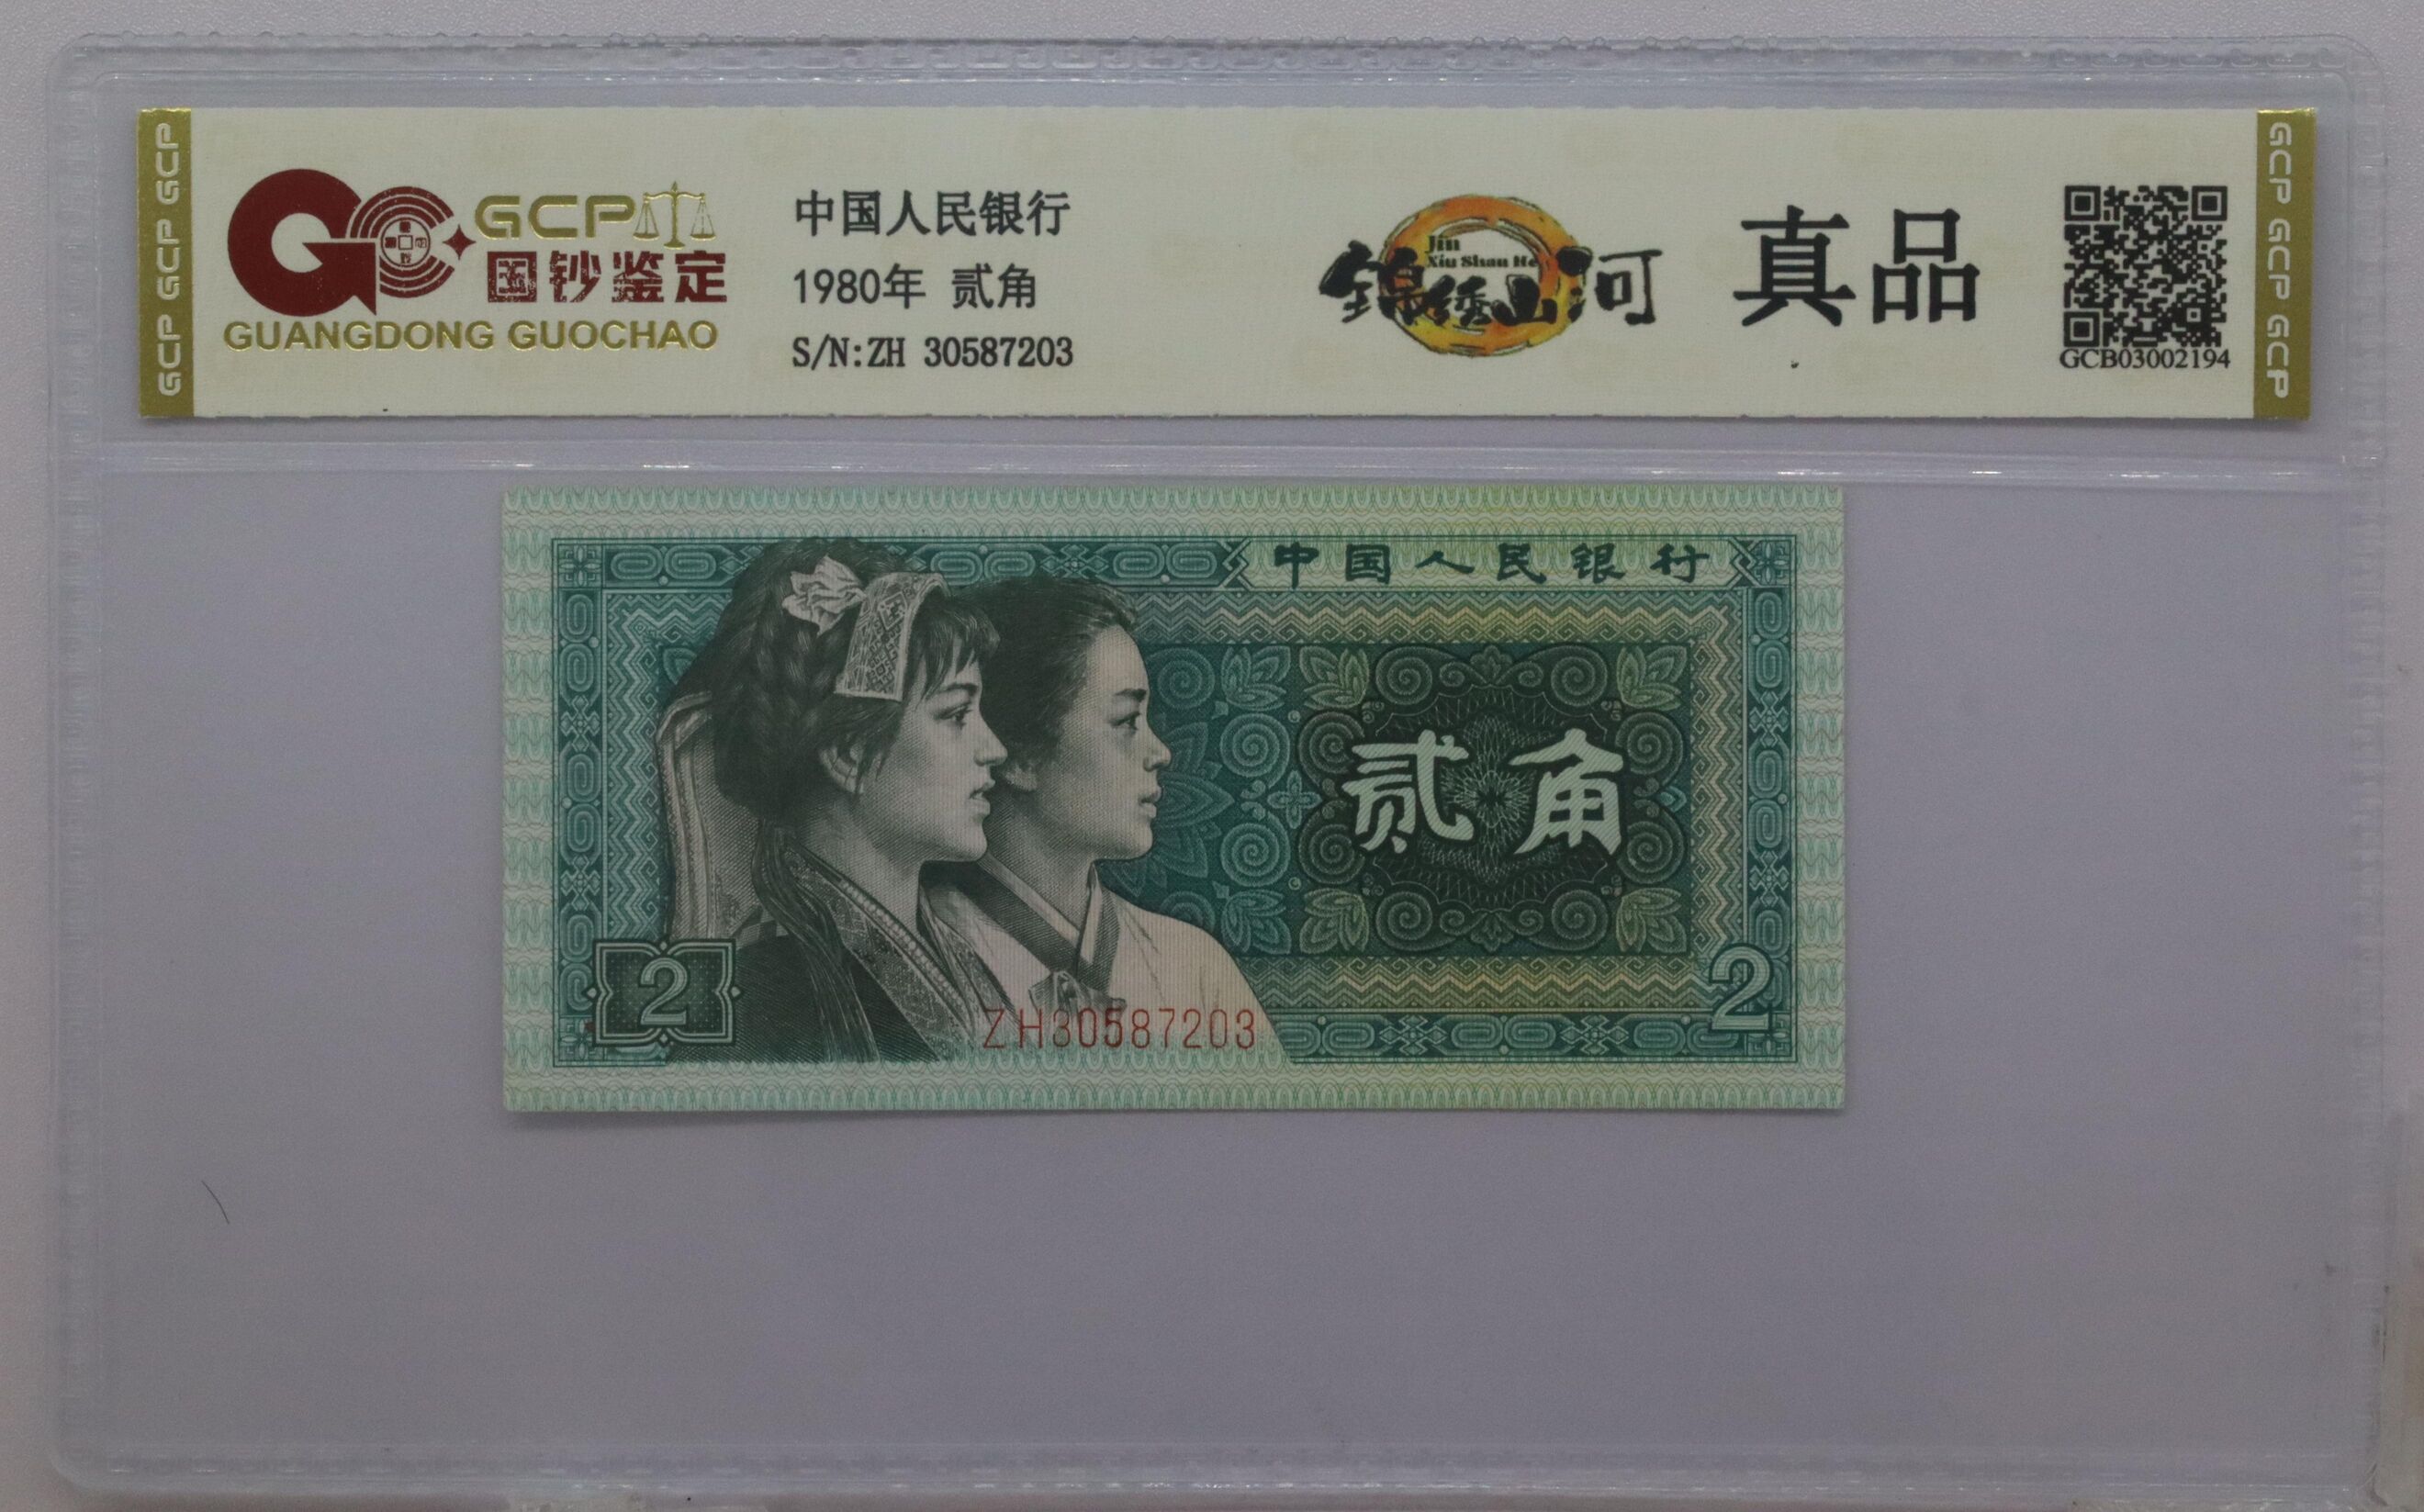 GCP GCP GCP
GCP
国钞鉴定
GUANGDONG GUOCHAO
中国人民银行
1980年 贰角
S/N:ZH 30587203
Jin
Xiu Shan He
锦绣山河
真品
GCB03002194
GCP GCP GCP
中国人民银行
贰角
2
2
ZH30587203